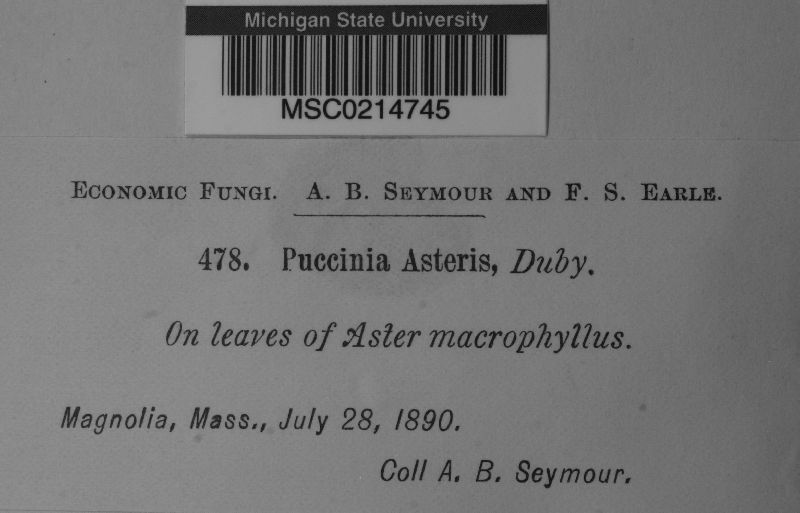 Michigan State University
MSC0214745
Economic Fungi. A. B. Seymour and F. S. Earle.
478. Puccinia Asteris, Duby.
On leaves of Aster macrophyllus.
Magnolia, Mass., July 28, 1890.
Coll A. B. Seymour.